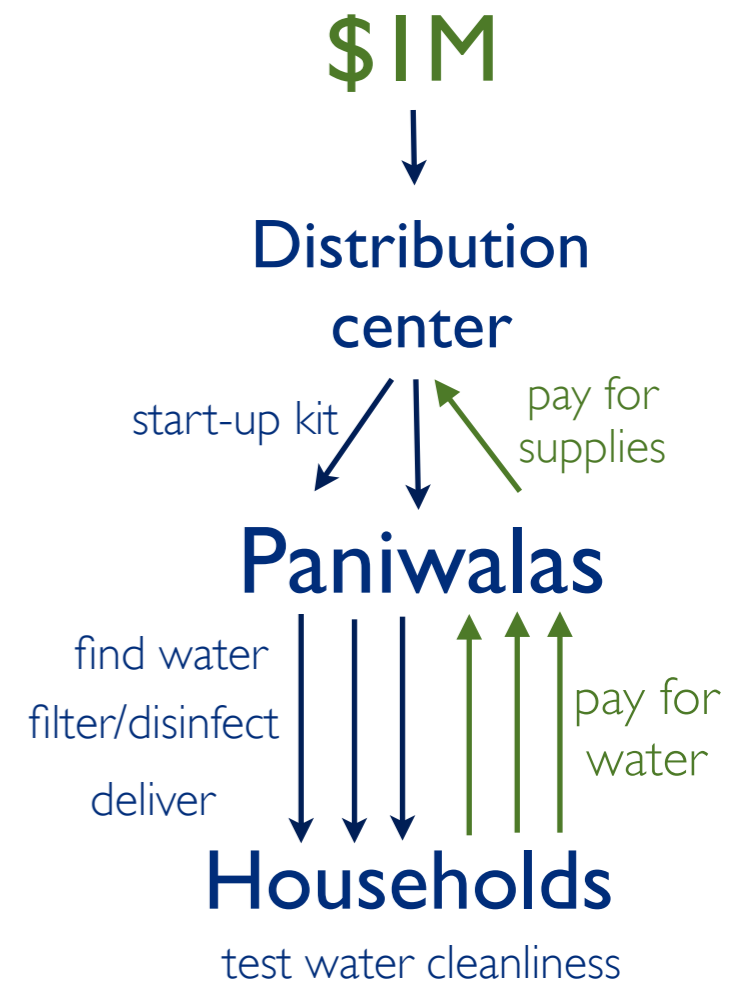 $1M
Distribution
center
start-up kit
pay for
supplies
Paniwalas
find water
filter/disinfect
deliver
pay for
water
Households
test water cleanliness